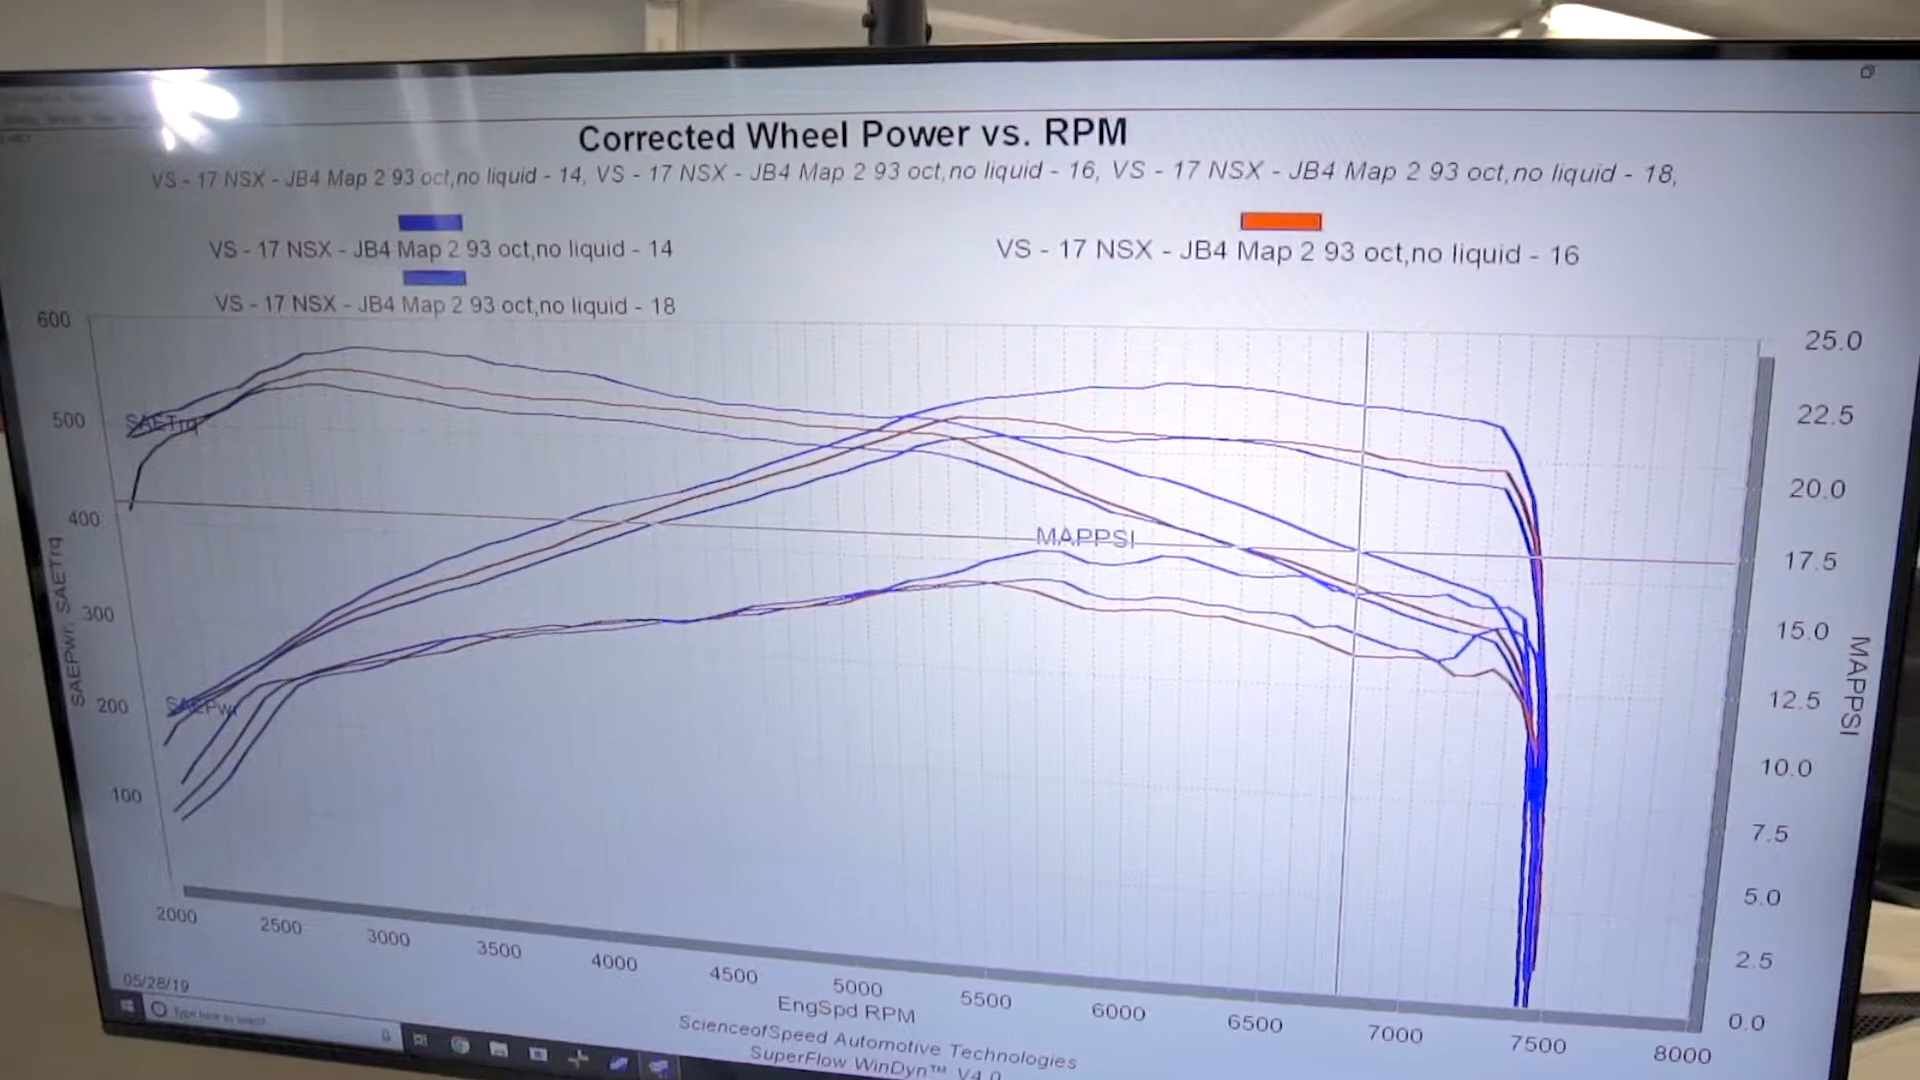 Corrected Wheel Power vs. RPM
VS - 17 NSX - JB4 Map 2 93 oct,no liquid - 14, VS - 17 NSX - JB4 Map 2 93 oct,no liquid - 16, VS - 17 NSX - JB4 Map 2 93 oct,no liquid - 18,
VS - 17 NSX - JB4 Map 2 93 oct,no liquid - 14
VS - 17 NSX - JB4 Map 2 93 oct,no liquid - 16
VS - 17 NSX - JB4 Map 2 93 oct,no liquid - 18
600
500
400
300
200
100
SAEPwr, SAETrq
SAETrq
SAEPwr
MAPPSI
25.0
22.5
20.0
17.5
15.0
12.5
10.0
7.5
5.0
2.5
0.0
MAPPSI
2000 2500 3000 3500 4000 4500 5000 5500 6000 6500 7000 7500 8000
EngSpd RPM
05/28/19
ScienceofSpeed Automotive Technologies
SuperFlow WinDyn™ V4.0
Type here to search